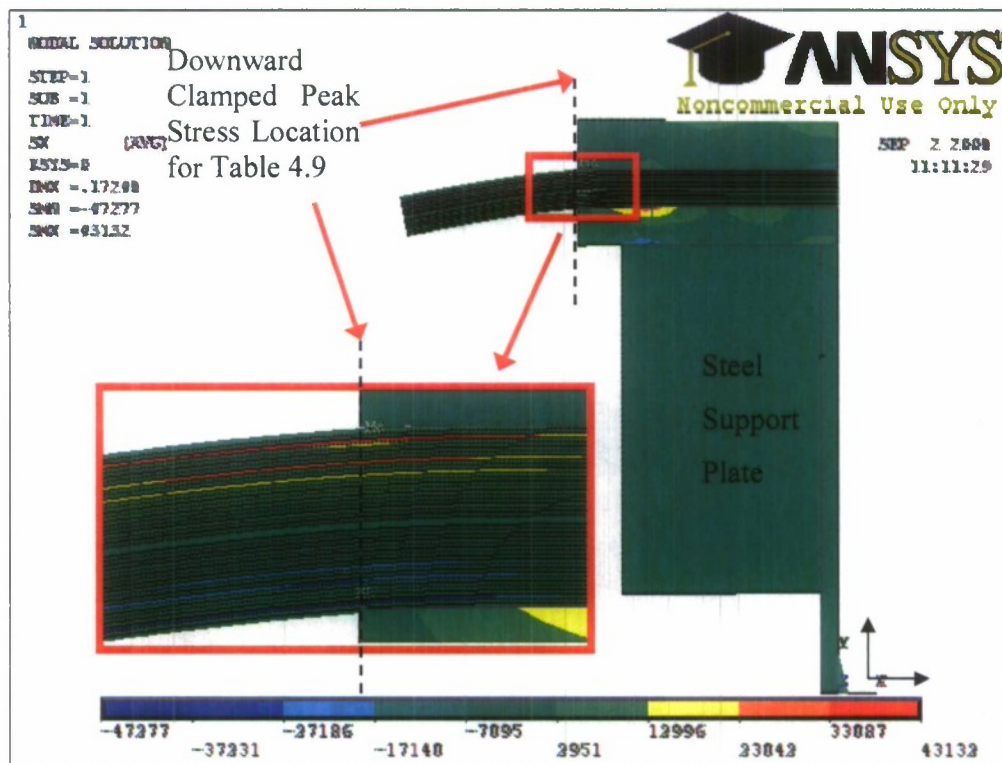 1
NODAL SOLUTION
STEP=1
SUB =1
TIME=1
SX (AVG)
RSYS=0
DMX =.17298
SMN =-47277
SMX =43132
Downward
Clamped Peak
Stress Location
for Table 4.9
ANSYS
Noncommercial Use Only
SEP 2 2008
11:11:29
Steel
Support
Plate
Y
X
-47277
-37231
-27186
-17140
-7095
2951
12996
23042
33087
43132